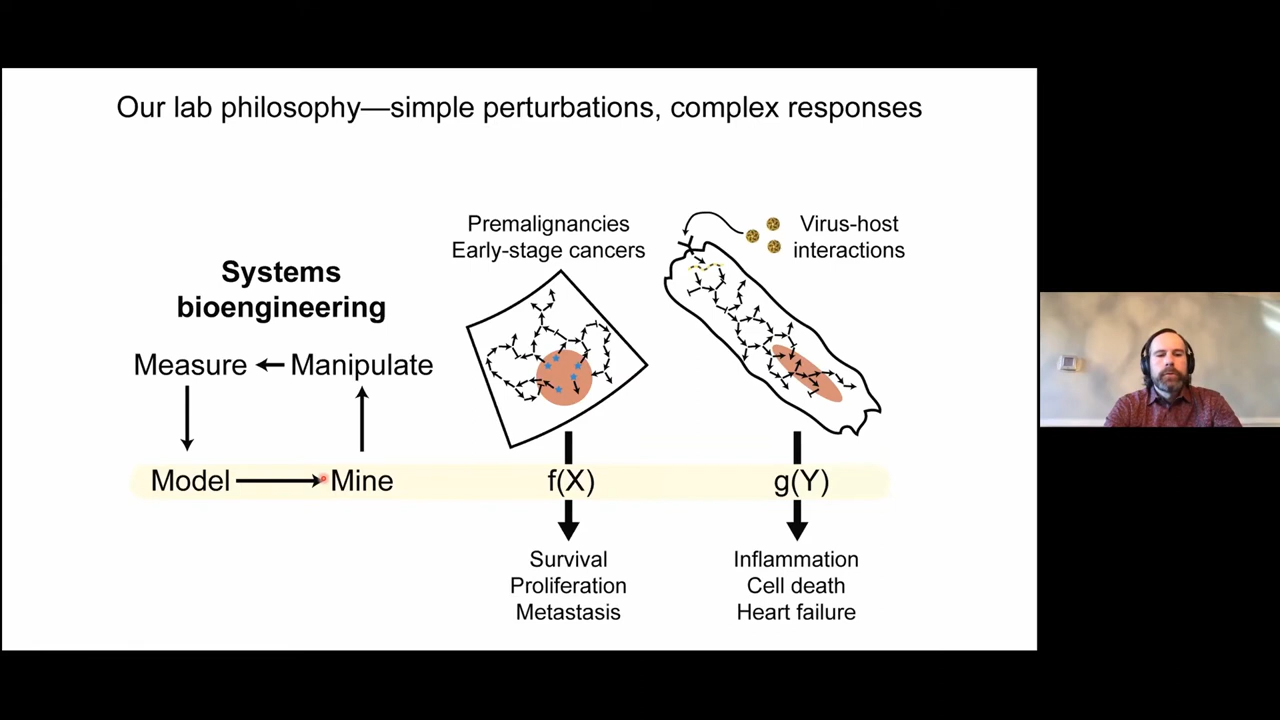 Our lab philosophy—simple perturbations, complex responses
Systems
bioengineering
Measure
Manipulate
Model
Mine
Premalignancies
Early-stage cancers
f(X)
Survival
Proliferation
Metastasis
Virus-host
interactions
g(Y)
Inflammation
Cell death
Heart failure